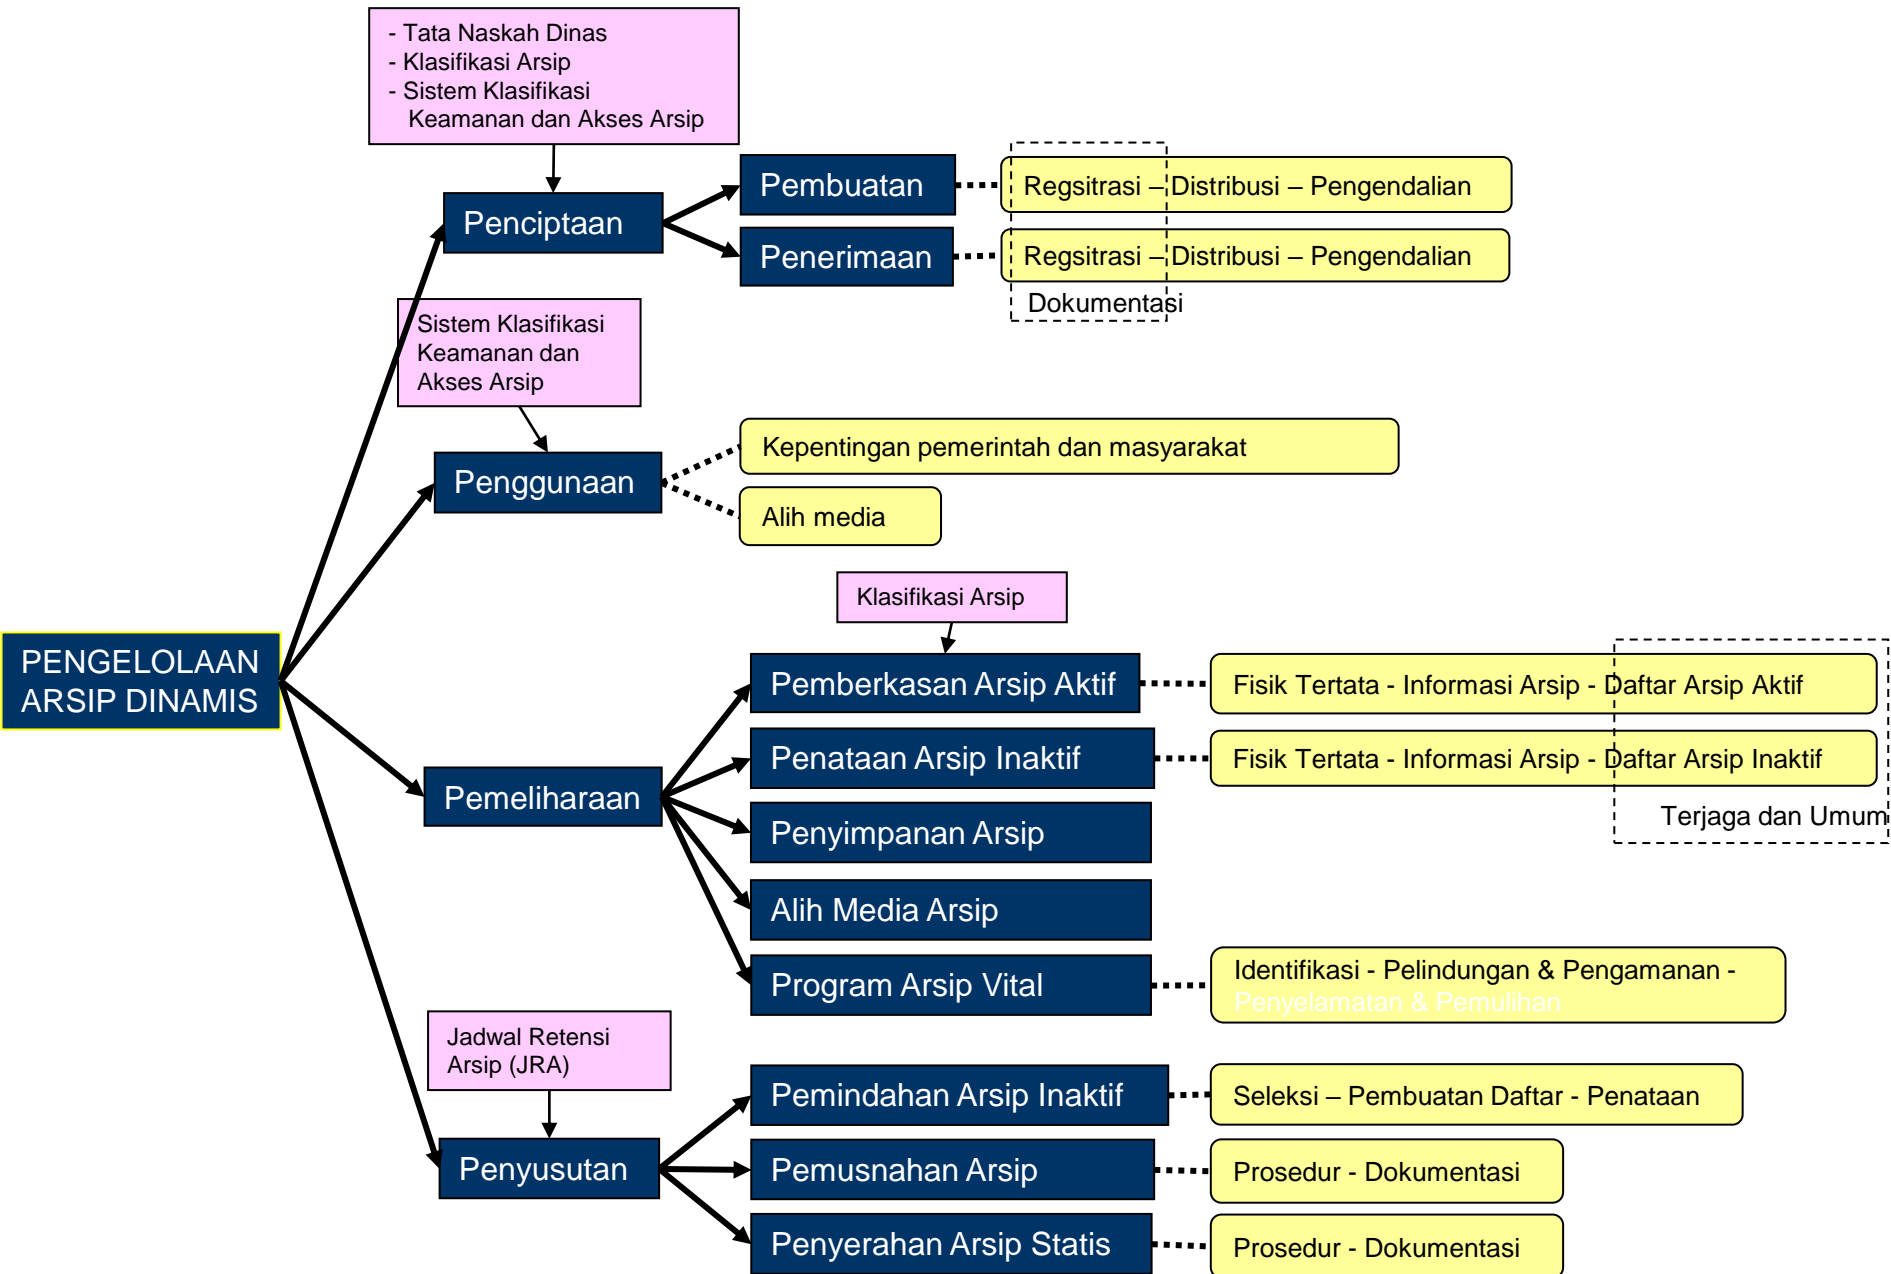 - Tata Naskah Dinas
- Klasifikasi Arsip
- Sistem Klasifikasi
Keamanan dan Akses Arsip
Penciptaan
Pembuatan
Regsitrasi – Distribusi – Pengendalian
Penerimaan
Regsitrasi – Distribusi – Pengendalian
Dokumentasi
Sistem Klasifikasi
Keamanan dan
Akses Arsip
Penggunaan
Kepentingan pemerintah dan masyarakat
Alih media
PENGELOLAAN
ARSIP DINAMIS
Klasifikasi Arsip
Pemeliharaan
Pemberkasan Arsip Aktif
Fisik Tertata - Informasi Arsip - Daftar Arsip Aktif
Penataan Arsip Inaktif
Fisik Tertata - Informasi Arsip - Daftar Arsip Inaktif
Terjaga dan Umum
Penyimpanan Arsip
Alih Media Arsip
Program Arsip Vital
Identifikasi - Pelindungan & Pengamanan -
Penyelamatan & Pemulihan
Jadwal Retensi
Arsip (JRA)
Penyusutan
Pemindahan Arsip Inaktif
Seleksi – Pembuatan Daftar - Penataan
Pemusnahan Arsip
Prosedur - Dokumentasi
Penyerahan Arsip Statis
Prosedur - Dokumentasi